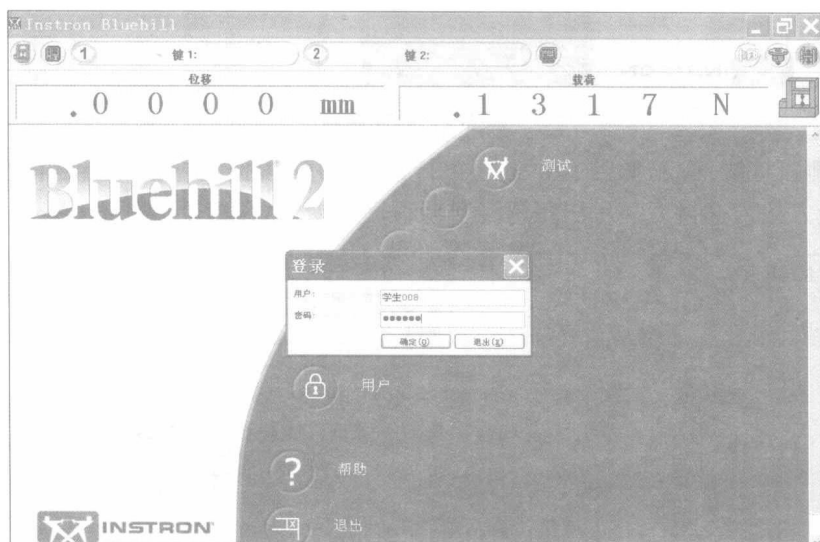 Instron Bluehill
1 键 1: 2 键 2:
位移 载荷
.0000 mm .1317 N
Bluehill 2
测试
登录
用户: 学生008
密码: ●●●●●●
确定(O) 退出(E)
用户
帮助
退出
INSTRON